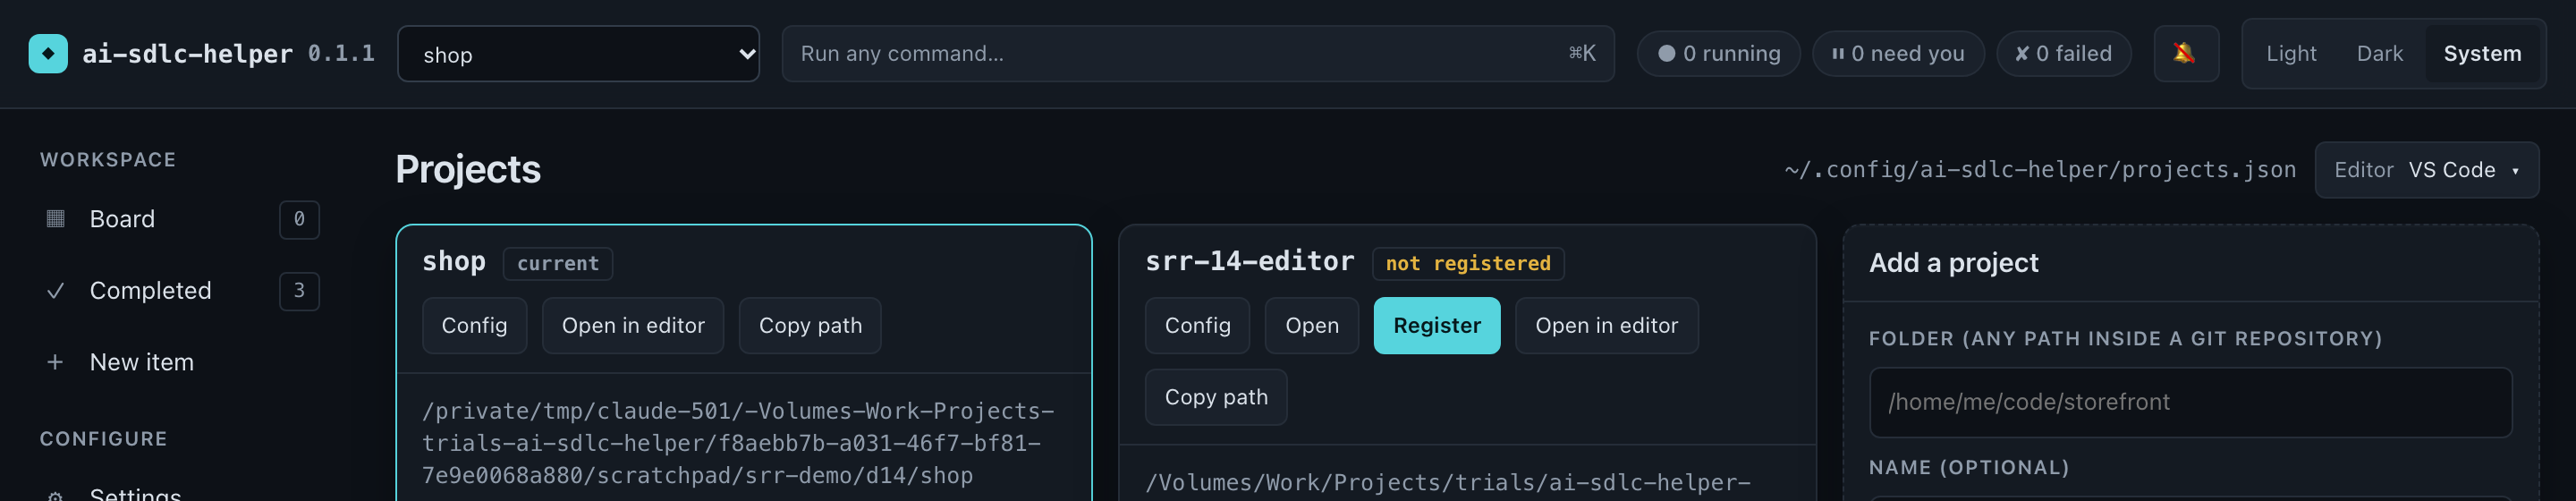 ai-sdlc-helper 0.1.1
shop
Run any command...
⌘K
0 running
0 need you
✘ 0 failed
Light
Dark
System
WORKSPACE
Board
0
Completed
3
New item
CONFIGURE
Settings
Projects
~/.config/ai-sdlc-helper/projects.json
Editor VS Code
shop
current
Config
Open in editor
Copy path
/private/tmp/claude-501/-Volumes-Work-Projects-
trials-ai-sdlc-helper/f8aebb7b-a031-46f7-bf81-
7e9e0068a880/scratchpad/srr-demo/d14/shop
srr-14-editor
not registered
Config
Open
Register
Open in editor
Copy path
/Volumes/Work/Projects/trials/ai-sdlc-helper-
Add a project
FOLDER (ANY PATH INSIDE A GIT REPOSITORY)
/home/me/code/storefront
NAME (OPTIONAL)